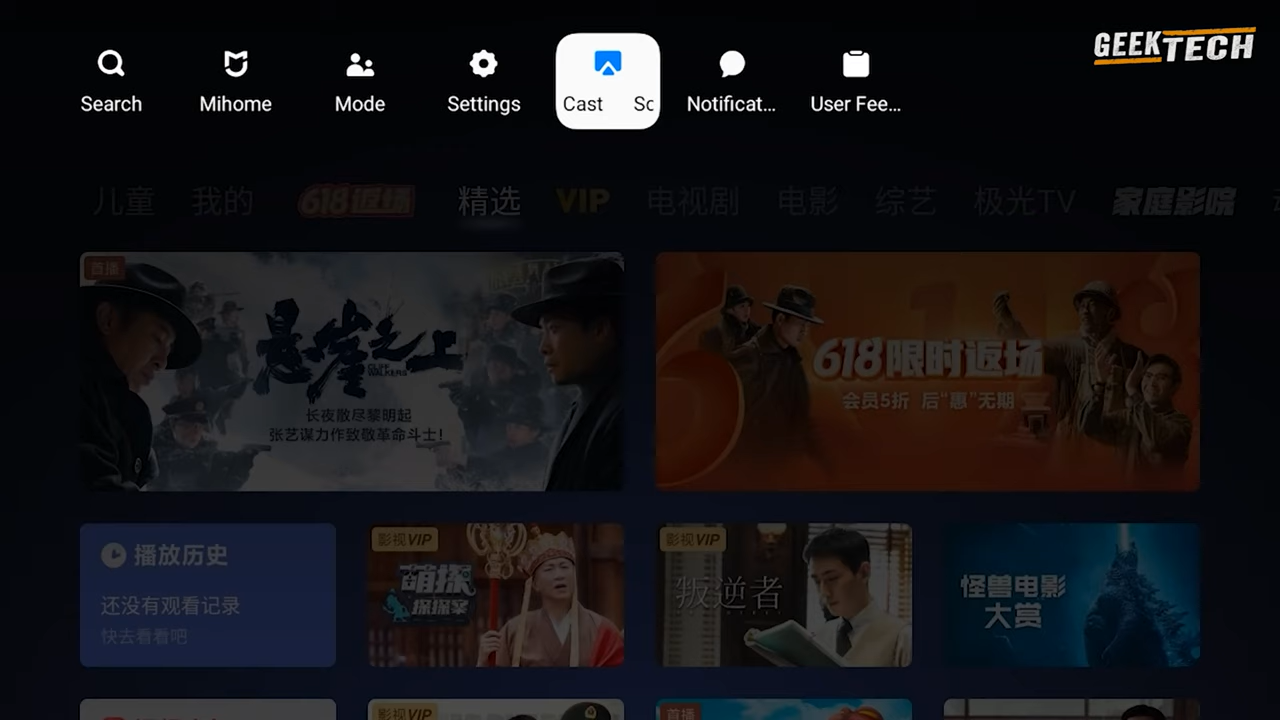 GEEKTECH
Search
Mihome
Mode
Settings
Cast Sc
Notificat...
User Fee...
儿童
我的
618返场
精选
VIP
电视剧
电影
综艺
极光TV
家庭影院
首播
悬崖之上
CLIFF WALKERS
长夜散尽黎明起
张艺谋力作致敬革命斗士!
618限时返场
会员5折 后“惠”无期
播放历史
还没有观看记录
快去看看吧
影视VIP
萌探
探探案
影视VIP
叛逆者
怪兽电影
大赏
影视VIP
首播